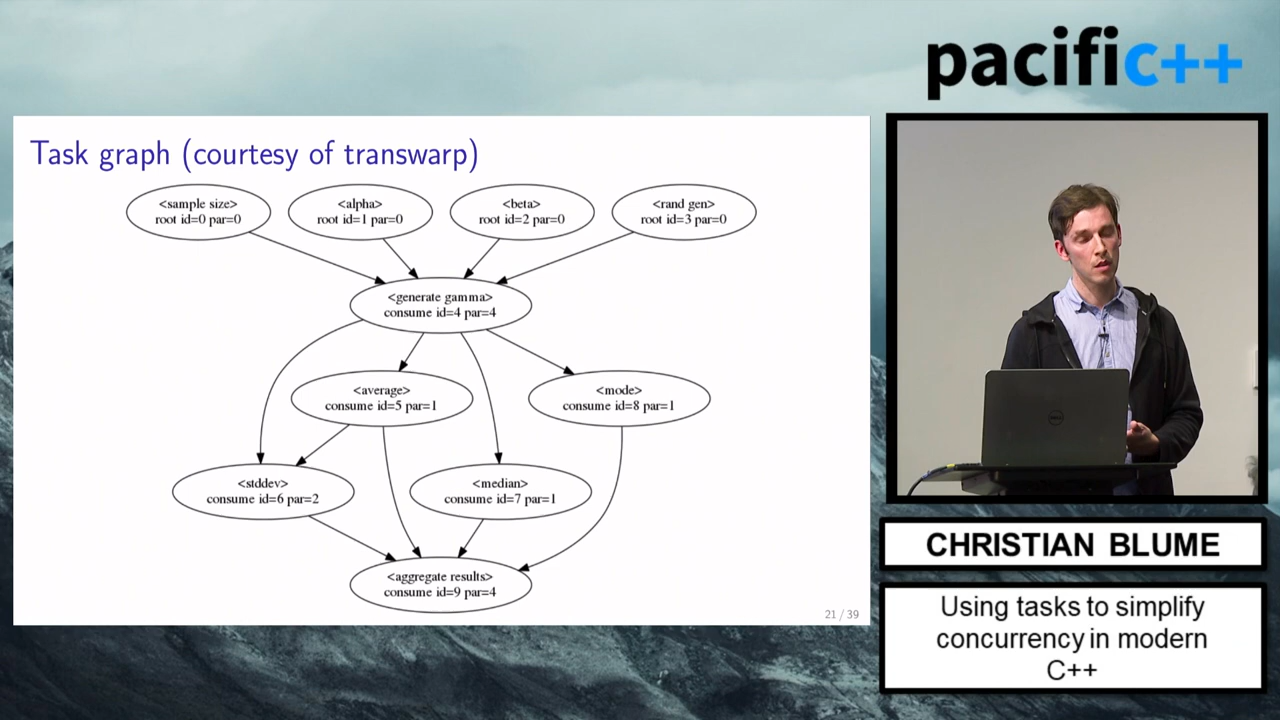 pacific++
Task graph (courtesy of transwarp)
<sample size>
root id=0 par=0
<alpha>
root id=1 par=0
<beta>
root id=2 par=0
<rand gen>
root id=3 par=0
<generate gamma>
consume id=4 par=4
<average>
consume id=5 par=1
<mode>
consume id=8 par=1
<stddev>
consume id=6 par=2
<median>
consume id=7 par=1
<aggregate results>
consume id=9 par=4
21 / 39
DELL
CHRISTIAN BLUME
Using tasks to simplify
concurrency in modern
C++